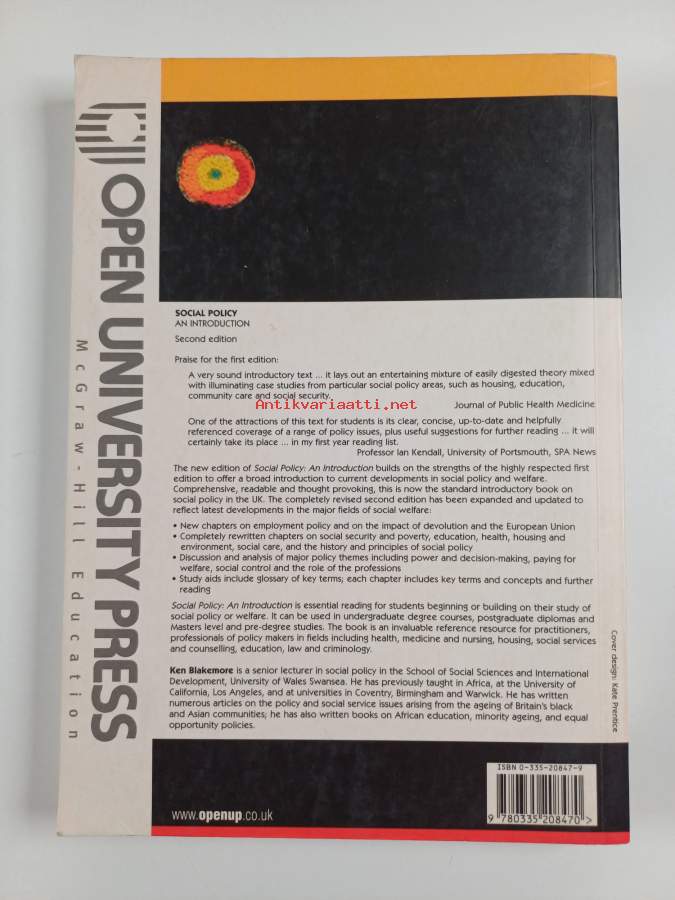 OPEN UNIVERSITY PRESS
McGraw-Hill Education
SOCIAL POLICY
AN INTRODUCTION
Second edition
Praise for the first edition:
A very sound introductory text ... it lays out an entertaining mixture of easily digested theory mixed
with illuminating case studies from particular social policy areas, such as housing, education,
community care and social security.
Antikvariaatti.net
Journal of Public Health Medicine
One of the attractions of this text for students is its clear, concise, up-to-date and helpfully
referenced coverage of a range of policy issues, plus useful suggestions for further reading ... it will
certainly take its place ... in my first year reading list.
Professor Ian Kendall, University of Portsmouth, SPA News
The new edition of Social Policy: An Introduction builds on the strengths of the highly respected first
edition to offer a broad introduction to current developments in social policy and welfare.
Comprehensive, readable and thought provoking, this is now the standard introductory book on
social policy in the UK. The completely revised second edition has been expanded and updated to
reflect latest developments in the major fields of social welfare:
• New chapters on employment policy and on the impact of devolution and the European Union
• Completely rewritten chapters on social security and poverty, education, health, housing and
environment, social care, and the history and principles of social policy
• Discussion and analysis of major policy themes including power and decision-making, paying for
welfare, social control and the role of the professions
• Study aids include glossary of key terms; each chapter includes key terms and concepts and further
reading
Social Policy: An Introduction is essential reading for students beginning or building on their study of
social policy or welfare. It can be used in undergraduate degree courses, postgraduate diplomas and
Masters level and pre-degree studies. The book is an invaluable reference resource for practitioners,
professionals of policy makers in fields including health, medicine and nursing, housing, social services
and counselling, education, law and criminology.
Ken Blakemore is a senior lecturer in social policy in the School of Social Sciences and International
Development, University of Wales Swansea. He has previously taught in Africa, at the University of
California, Los Angeles, and at universities in Coventry, Birmingham and Warwick. He has written
numerous articles on the policy and social service issues arising from the ageing of Britain's black
and Asian communities; he has also written books on African education, minority ageing, and equal
opportunity policies.
Cover design: Kate Prentice
ISBN 0-335-20847-9
9 780335 208470 >
www.openup.co.uk